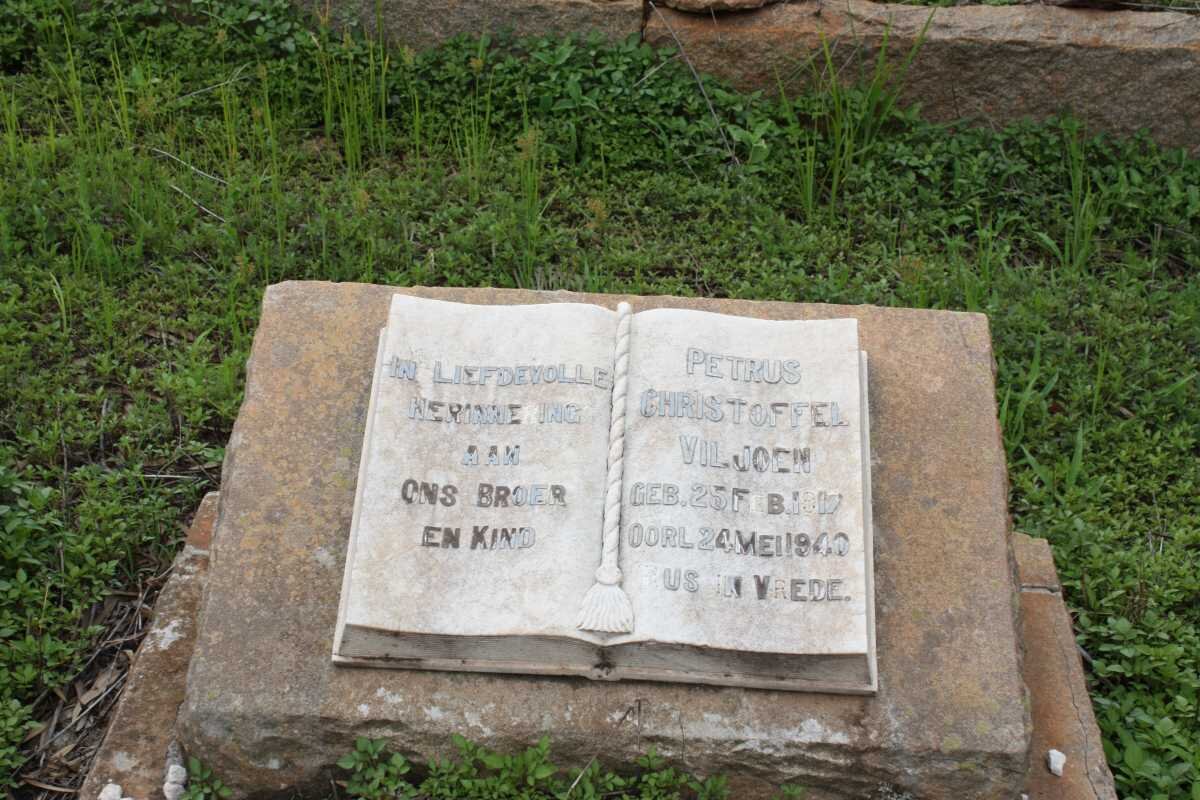 IN LIEFDEVOLLE
HERINNERING
AAN
ONS BROER
EN KIND
PETRUS
CHRISTOFFEL
VILJOEN
GEB. 25 FEB. 1917
OORL 24 MEI 1940
RUS IN VREDE.